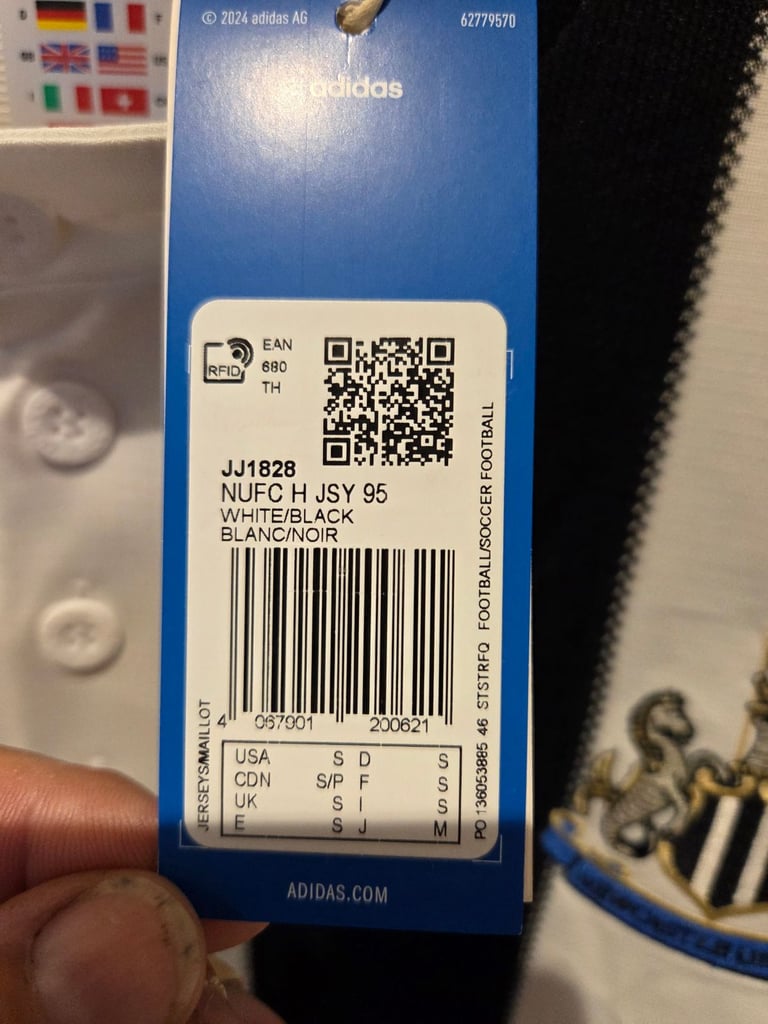 © 2024 adidas AG
62779570
adidas
RFID
EAN
680
TH
JJ1828
NUFC H JSY 95
WHITE/BLACK
BLANC/NOIR
4 067901 200621
JERSEYS/MAILLOT
PO 136053885 46 STSTRFQ FOOTBALL/SOCCER FOOTBALL
USA S D S
CDN S/P F S
UK S I S
E S J M
ADIDAS.COM
D F
I